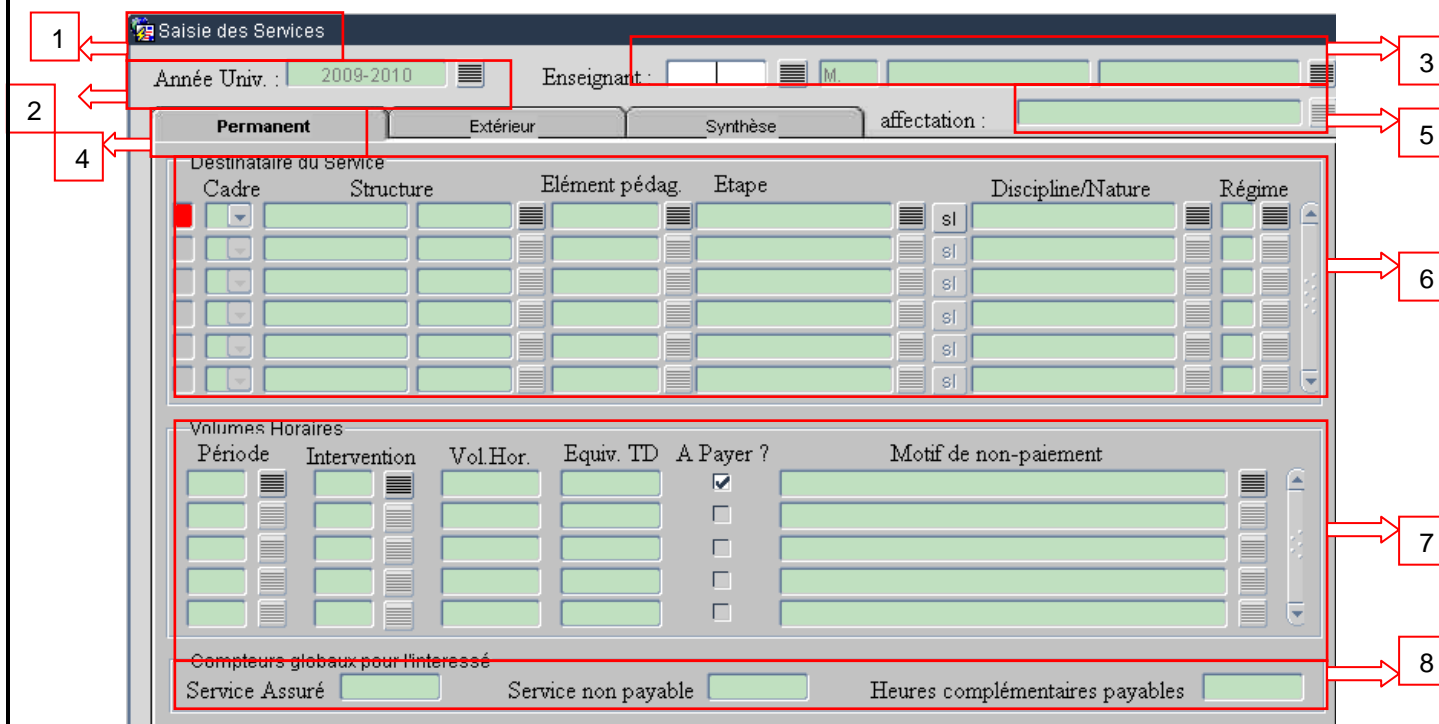 1
Saisie des Services
3
Année Univ. : 2009-2010 Enseignant : M.
2
Permanent Extérieur Synthèse affectation :
5
4
Destinataire du Service
Cadre Structure Elément pédag. Etape Discipline/Nature Régime
sl
sl
sl
sl
sl
sl
6
Volumes Horaires
Période Intervention Vol.Hor. Equiv. TD A Payer ? Motif de non-paiement
7
Compteurs globaux pour l'interessé
8
Service Assuré Service non payable Heures complémentaires payables